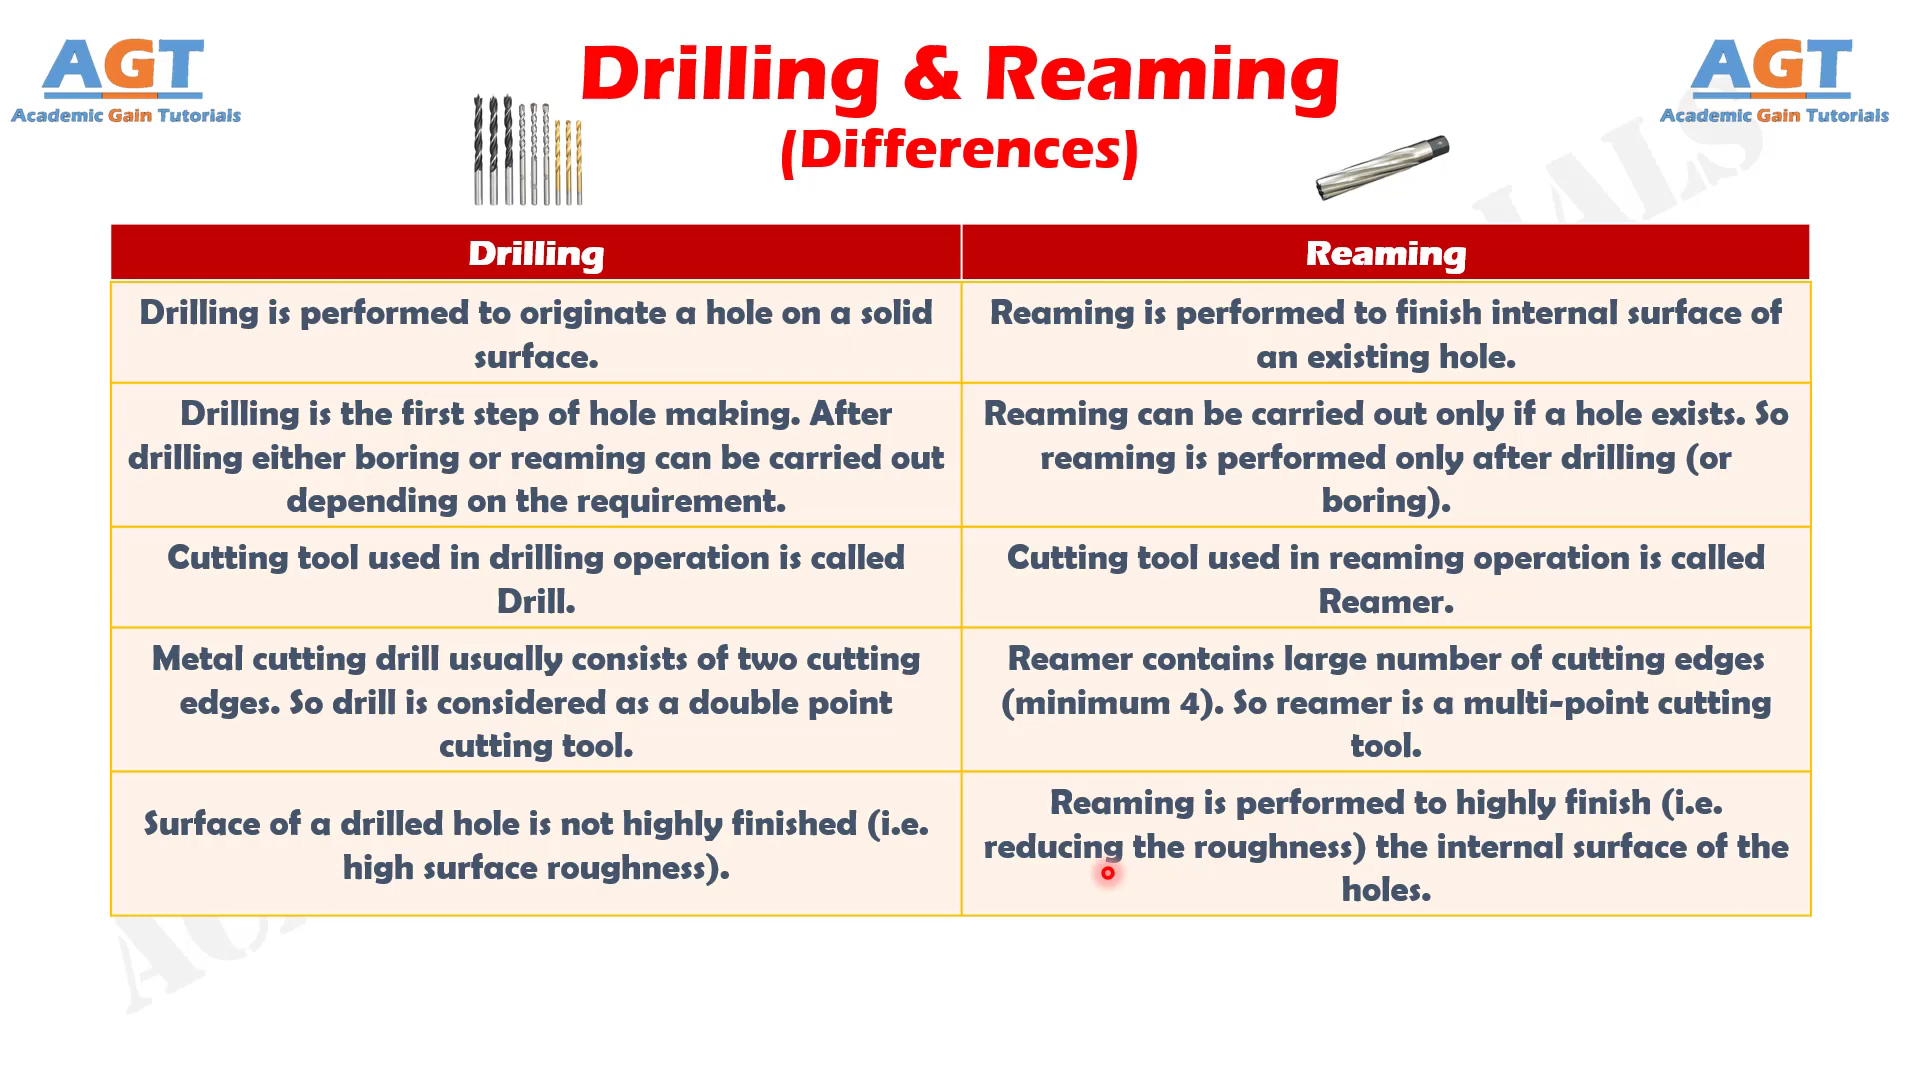 AGT
Academic Gain Tutorials
Drilling & Reaming
(Differences)
AGT
Academic Gain Tutorials
Drilling
Reaming
Drilling is performed to originate a hole on a solid
surface.
Reaming is performed to finish internal surface of
an existing hole.
Drilling is the first step of hole making. After
drilling either boring or reaming can be carried out
depending on the requirement.
Reaming can be carried out only if a hole exists. So
reaming is performed only after drilling (or
boring).
Cutting tool used in drilling operation is called
Drill.
Cutting tool used in reaming operation is called
Reamer.
Metal cutting drill usually consists of two cutting
edges. So drill is considered as a double point
cutting tool.
Reamer contains large number of cutting edges
(minimum 4). So reamer is a multi-point cutting
tool.
Surface of a drilled hole is not highly finished (i.e.
high surface roughness).
Reaming is performed to highly finish (i.e.
reducing the roughness) the internal surface of the
holes.